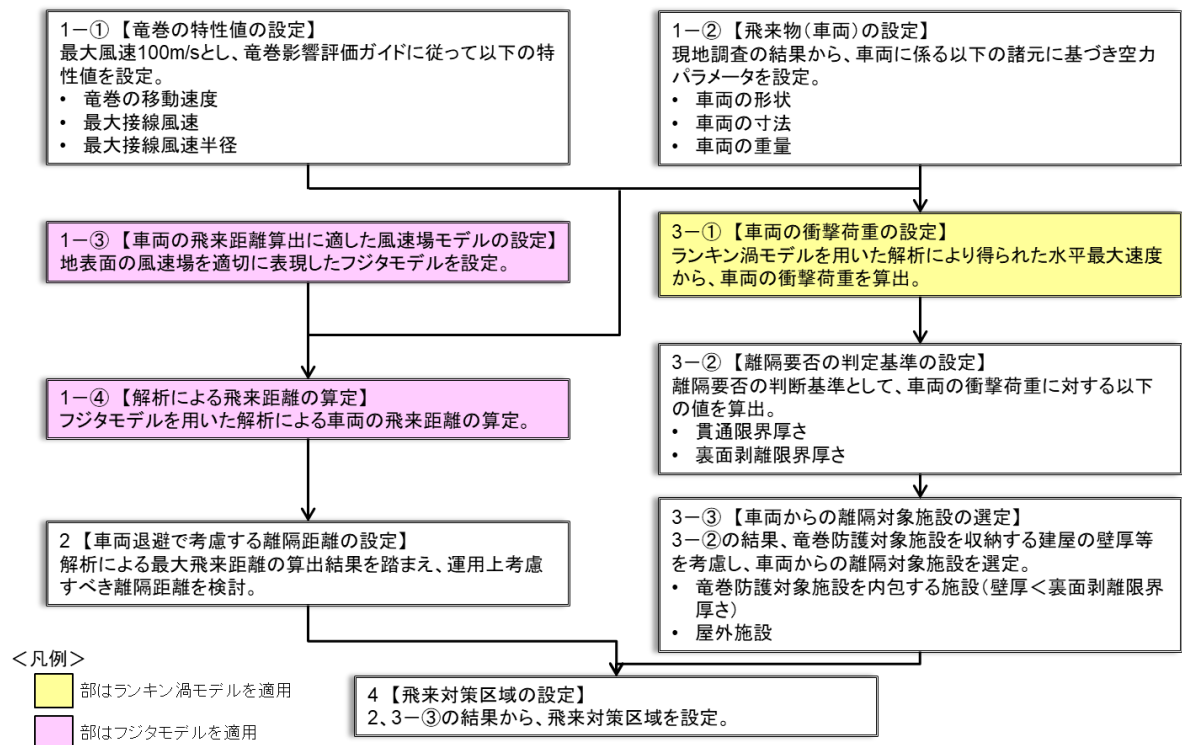 1－① 【竜巻の特性値の設定】
最大風速100m/sとし、竜巻影響評価ガイドに従って以下の特
性値を設定。
• 竜巻の移動速度
• 最大接線風速
• 最大接線風速半径
1－② 【飛来物(車両)の設定】
現地調査の結果から、車両に係る以下の諸元に基づき空力
パラメータを設定。
• 車両の形状
• 車両の寸法
• 車両の重量
1－③ 【車両の飛来距離算出に適した風速場モデルの設定】
地表面の風速場を適切に表現したフジタモデルを設定。
3－① 【車両の衝撃荷重の設定】
ランキン渦モデルを用いた解析により得られた水平最大速度
から、車両の衝撃荷重を算出。
3－② 【離隔要否の判定基準の設定】
離隔要否の判断基準として、車両の衝撃荷重に対する以下
の値を算出。
• 貫通限界厚さ
• 裏面剥離限界厚さ
1－④ 【解析による飛来距離の算定】
フジタモデルを用いた解析による車両の飛来距離の算定。
3－③ 【車両からの離隔対象施設の選定】
3－②の結果、竜巻防護対象施設を収納する建屋の壁厚等
を考慮し、車両からの離隔対象施設を選定。
• 竜巻防護対象施設を内包する施設(壁厚＜裏面剥離限界
厚さ)
• 屋外施設
2 【車両退避で考慮する離隔距離の設定】
解析による最大飛来距離の算出結果を踏まえ、運用上考慮
すべき離隔距離を検討。
4 【飛来対策区域の設定】
2、3－③の結果から、飛来対策区域を設定。
＜凡例＞
部はランキン渦モデルを適用
部はフジタモデルを適用